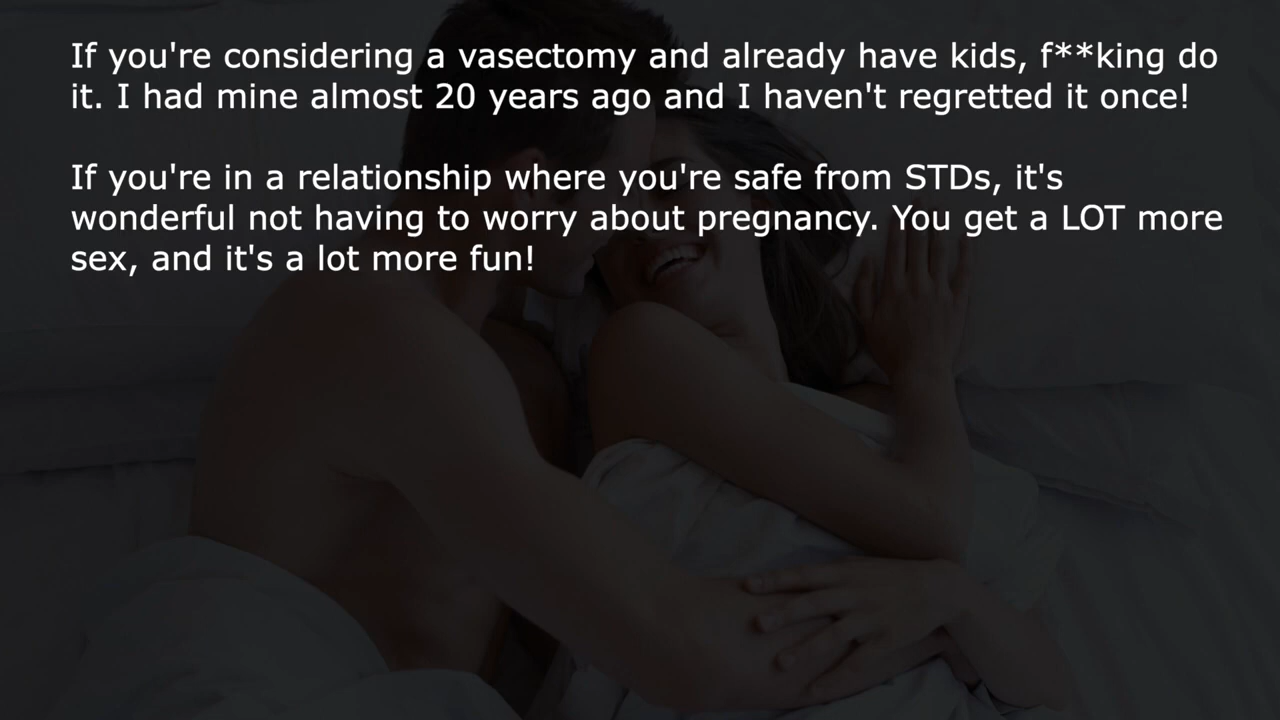 If you're considering a vasectomy and already have kids, f**king do
it. I had mine almost 20 years ago and I haven't regretted it once!
If you're in a relationship where you're safe from STDs, it's
wonderful not having to worry about pregnancy. You get a LOT more
sex, and it's a lot more fun!